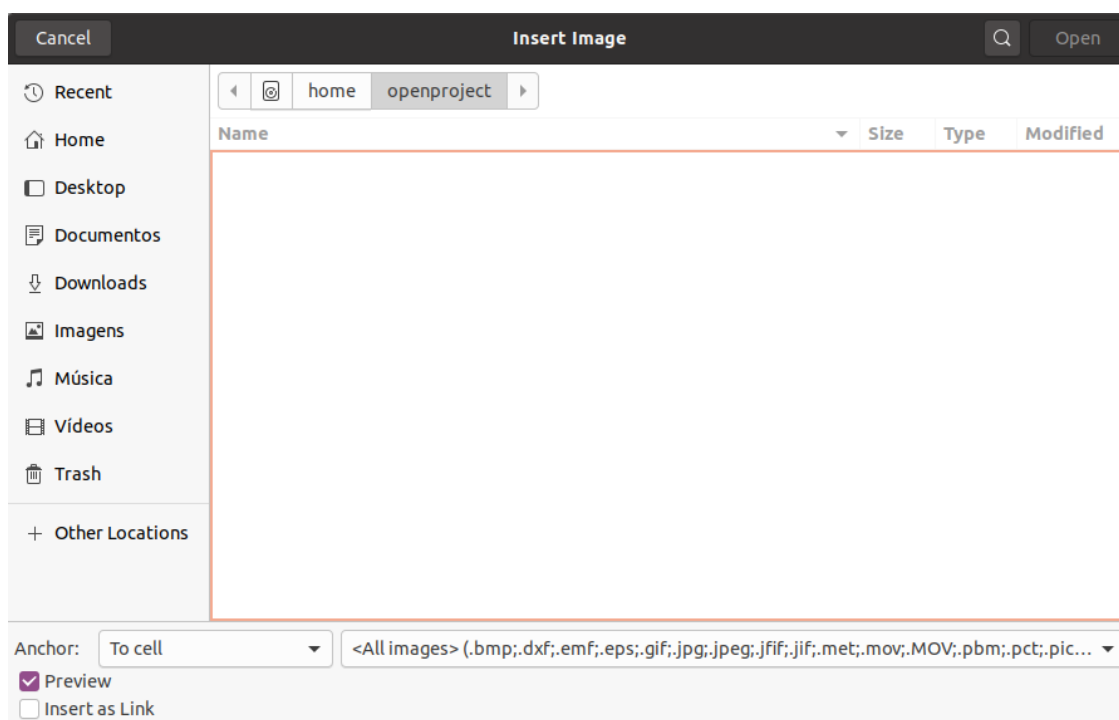 Cancel Insert Image Open
Recent
home openproject
Home
Name Size Type Modified
Desktop
Documentos
Downloads
Imagens
Música
Vídeos
Trash
Other Locations
Anchor: To cell <All images> (.bmp;.dxf;.emf;.eps;.gif;.jpg;.jpeg;.jfif;.jif;.met;.mov;.MOV;.pbm;.pct;.pic...
Preview
Insert as Link